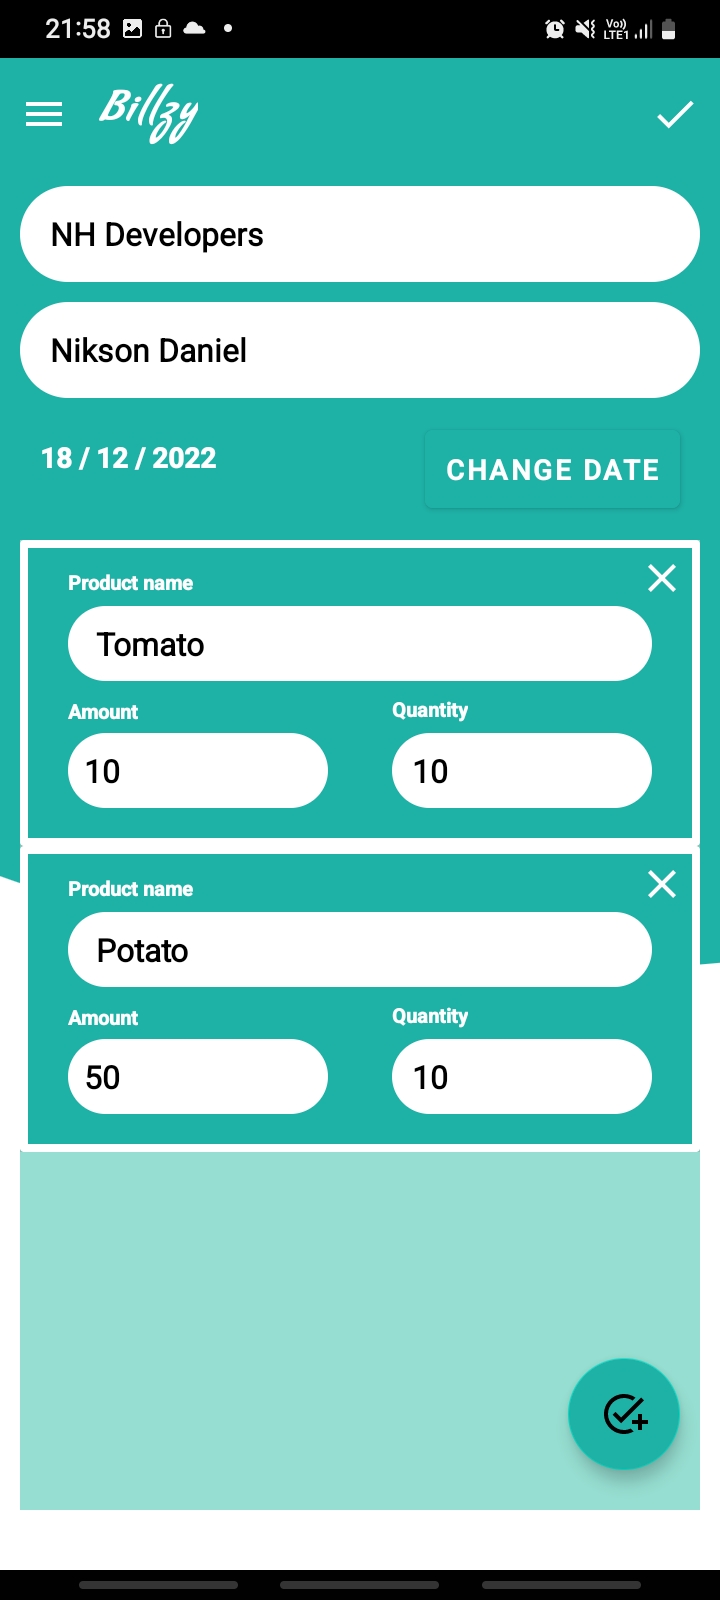 21:58
Vo))
LTE1
Billzy
NH Developers
Nikson Daniel
18 / 12 / 2022
CHANGE DATE
Product name
Tomato
Amount
Quantity
10
10
Product name
Potato
Amount
Quantity
50
10